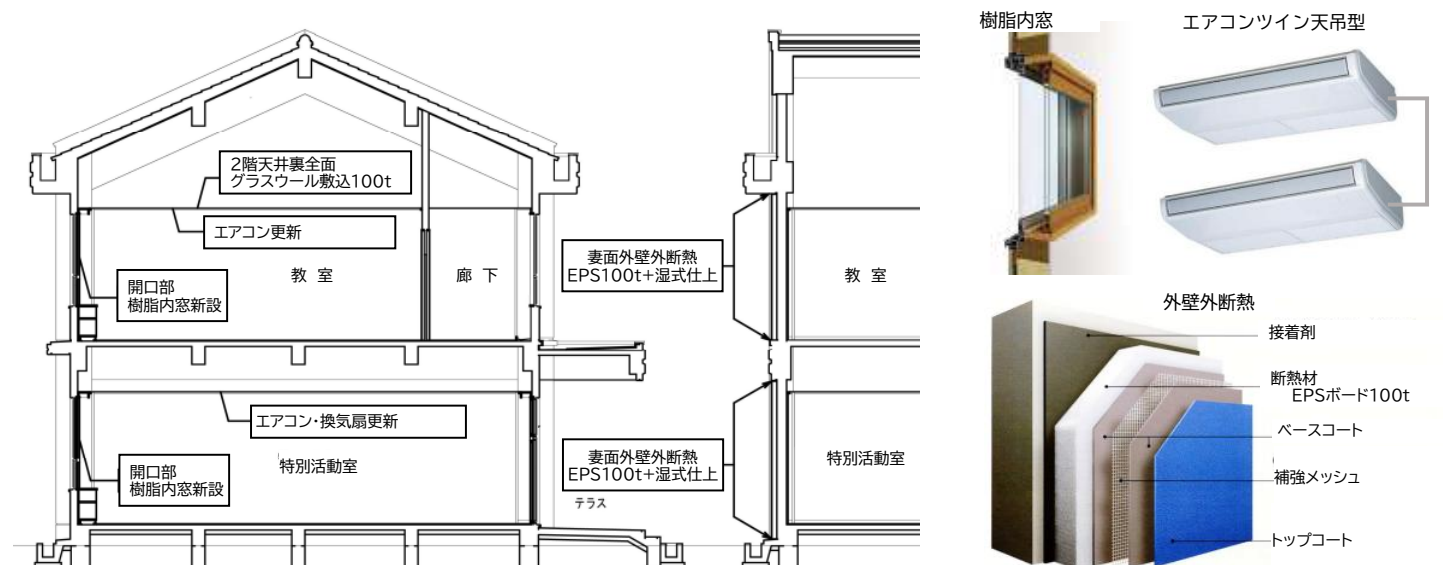 2階天井裏全面
グラスウール敷込100t
エアコン更新
教 室
廊 下
開口部
樹脂内窓新設
エアコン・換気扇更新
特別活動室
開口部
樹脂内窓新設
妻面外壁外断熱
EPS100t+湿式仕上
教 室
妻面外壁外断熱
EPS100t+湿式仕上
特別活動室
テラス
樹脂内窓
エアコンツイン天吊型
外壁外断熱
接着剤
断熱材
EPSボード100t
ベースコート
補強メッシュ
トップコート